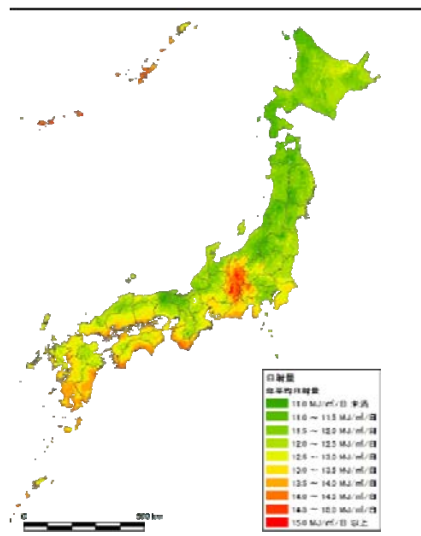 日射量
年平均日射量
11.0 MJ/㎡/日 未満
11.0 ～ 11.5 MJ/㎡/日
11.5 ～ 12.0 MJ/㎡/日
12.0 ～ 12.5 MJ/㎡/日
12.5 ～ 13.0 MJ/㎡/日
13.0 ～ 13.5 MJ/㎡/日
13.5 ～ 14.0 MJ/㎡/日
14.0 ～ 14.5 MJ/㎡/日
14.5 ～ 15.0 MJ/㎡/日
15.0 MJ/㎡/日 以上
0
500 km